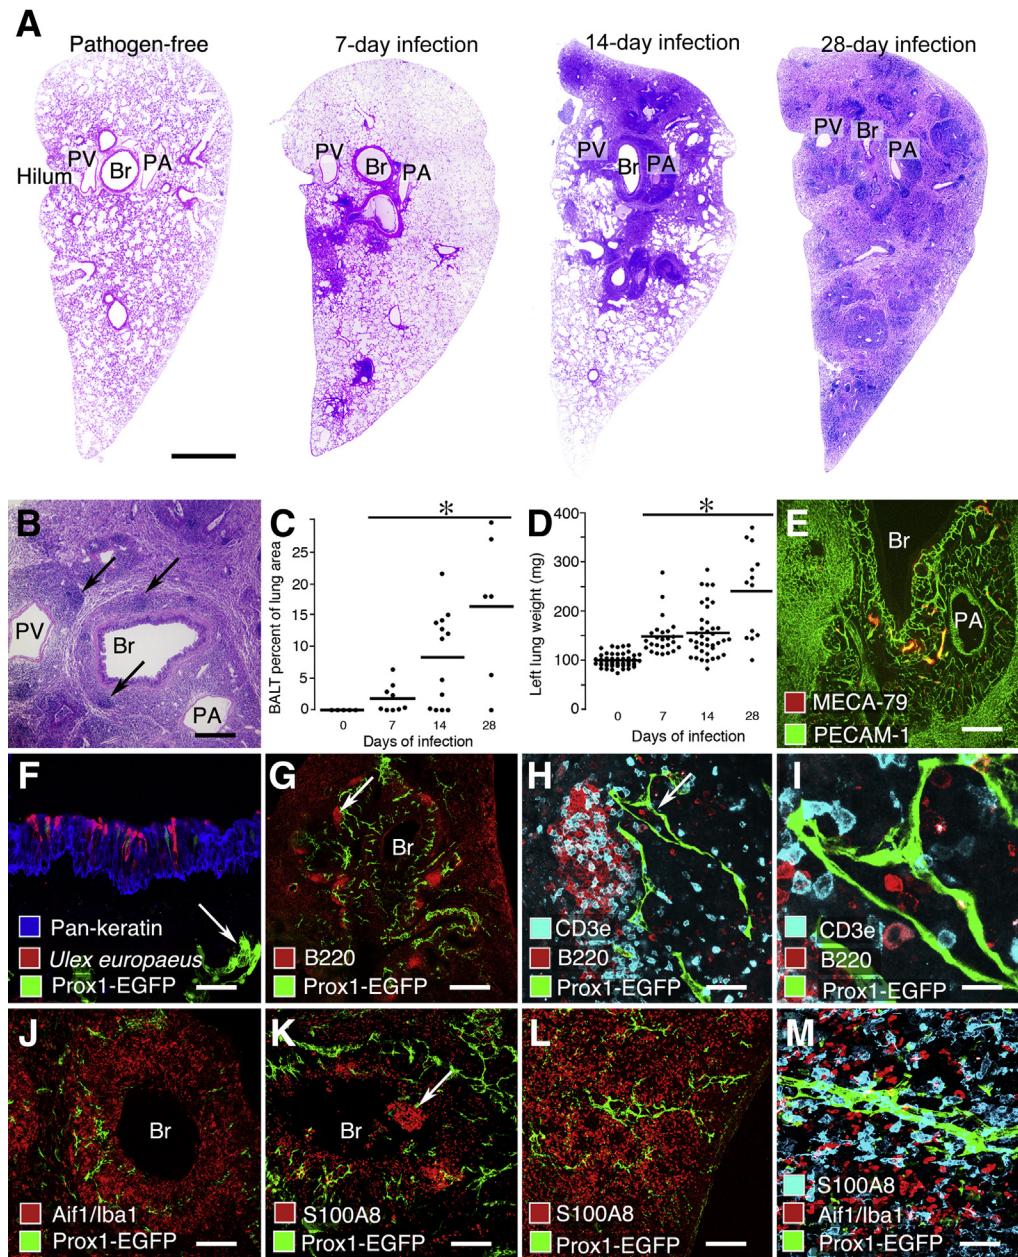 A
Pathogen-free
7-day infection
14-day infection
28-day infection
PV
Br
PA
Hilum
PV
Br
PA
PV
Br
PA
PV
Br
PA
B
PV
Br
PA
C
*
BALT percent of lung area
25
20
15
10
5
0
0 7 14 28
Days of infection
D
*
Left lung weight (mg)
400
300
200
150
100
0
0 7 14 28
Days of infection
E
Br
PA
MECA-79
PECAM-1
F
Pan-keratin
Ulex europaeus
Prox1-EGFP
G
Br
B220
Prox1-EGFP
H
CD3e
B220
Prox1-EGFP
I
CD3e
B220
Prox1-EGFP
J
Br
Aif1/Iba1
Prox1-EGFP
K
Br
S100A8
Prox1-EGFP
L
S100A8
Prox1-EGFP
M
S100A8
Aif1/Iba1
Prox1-EGFP